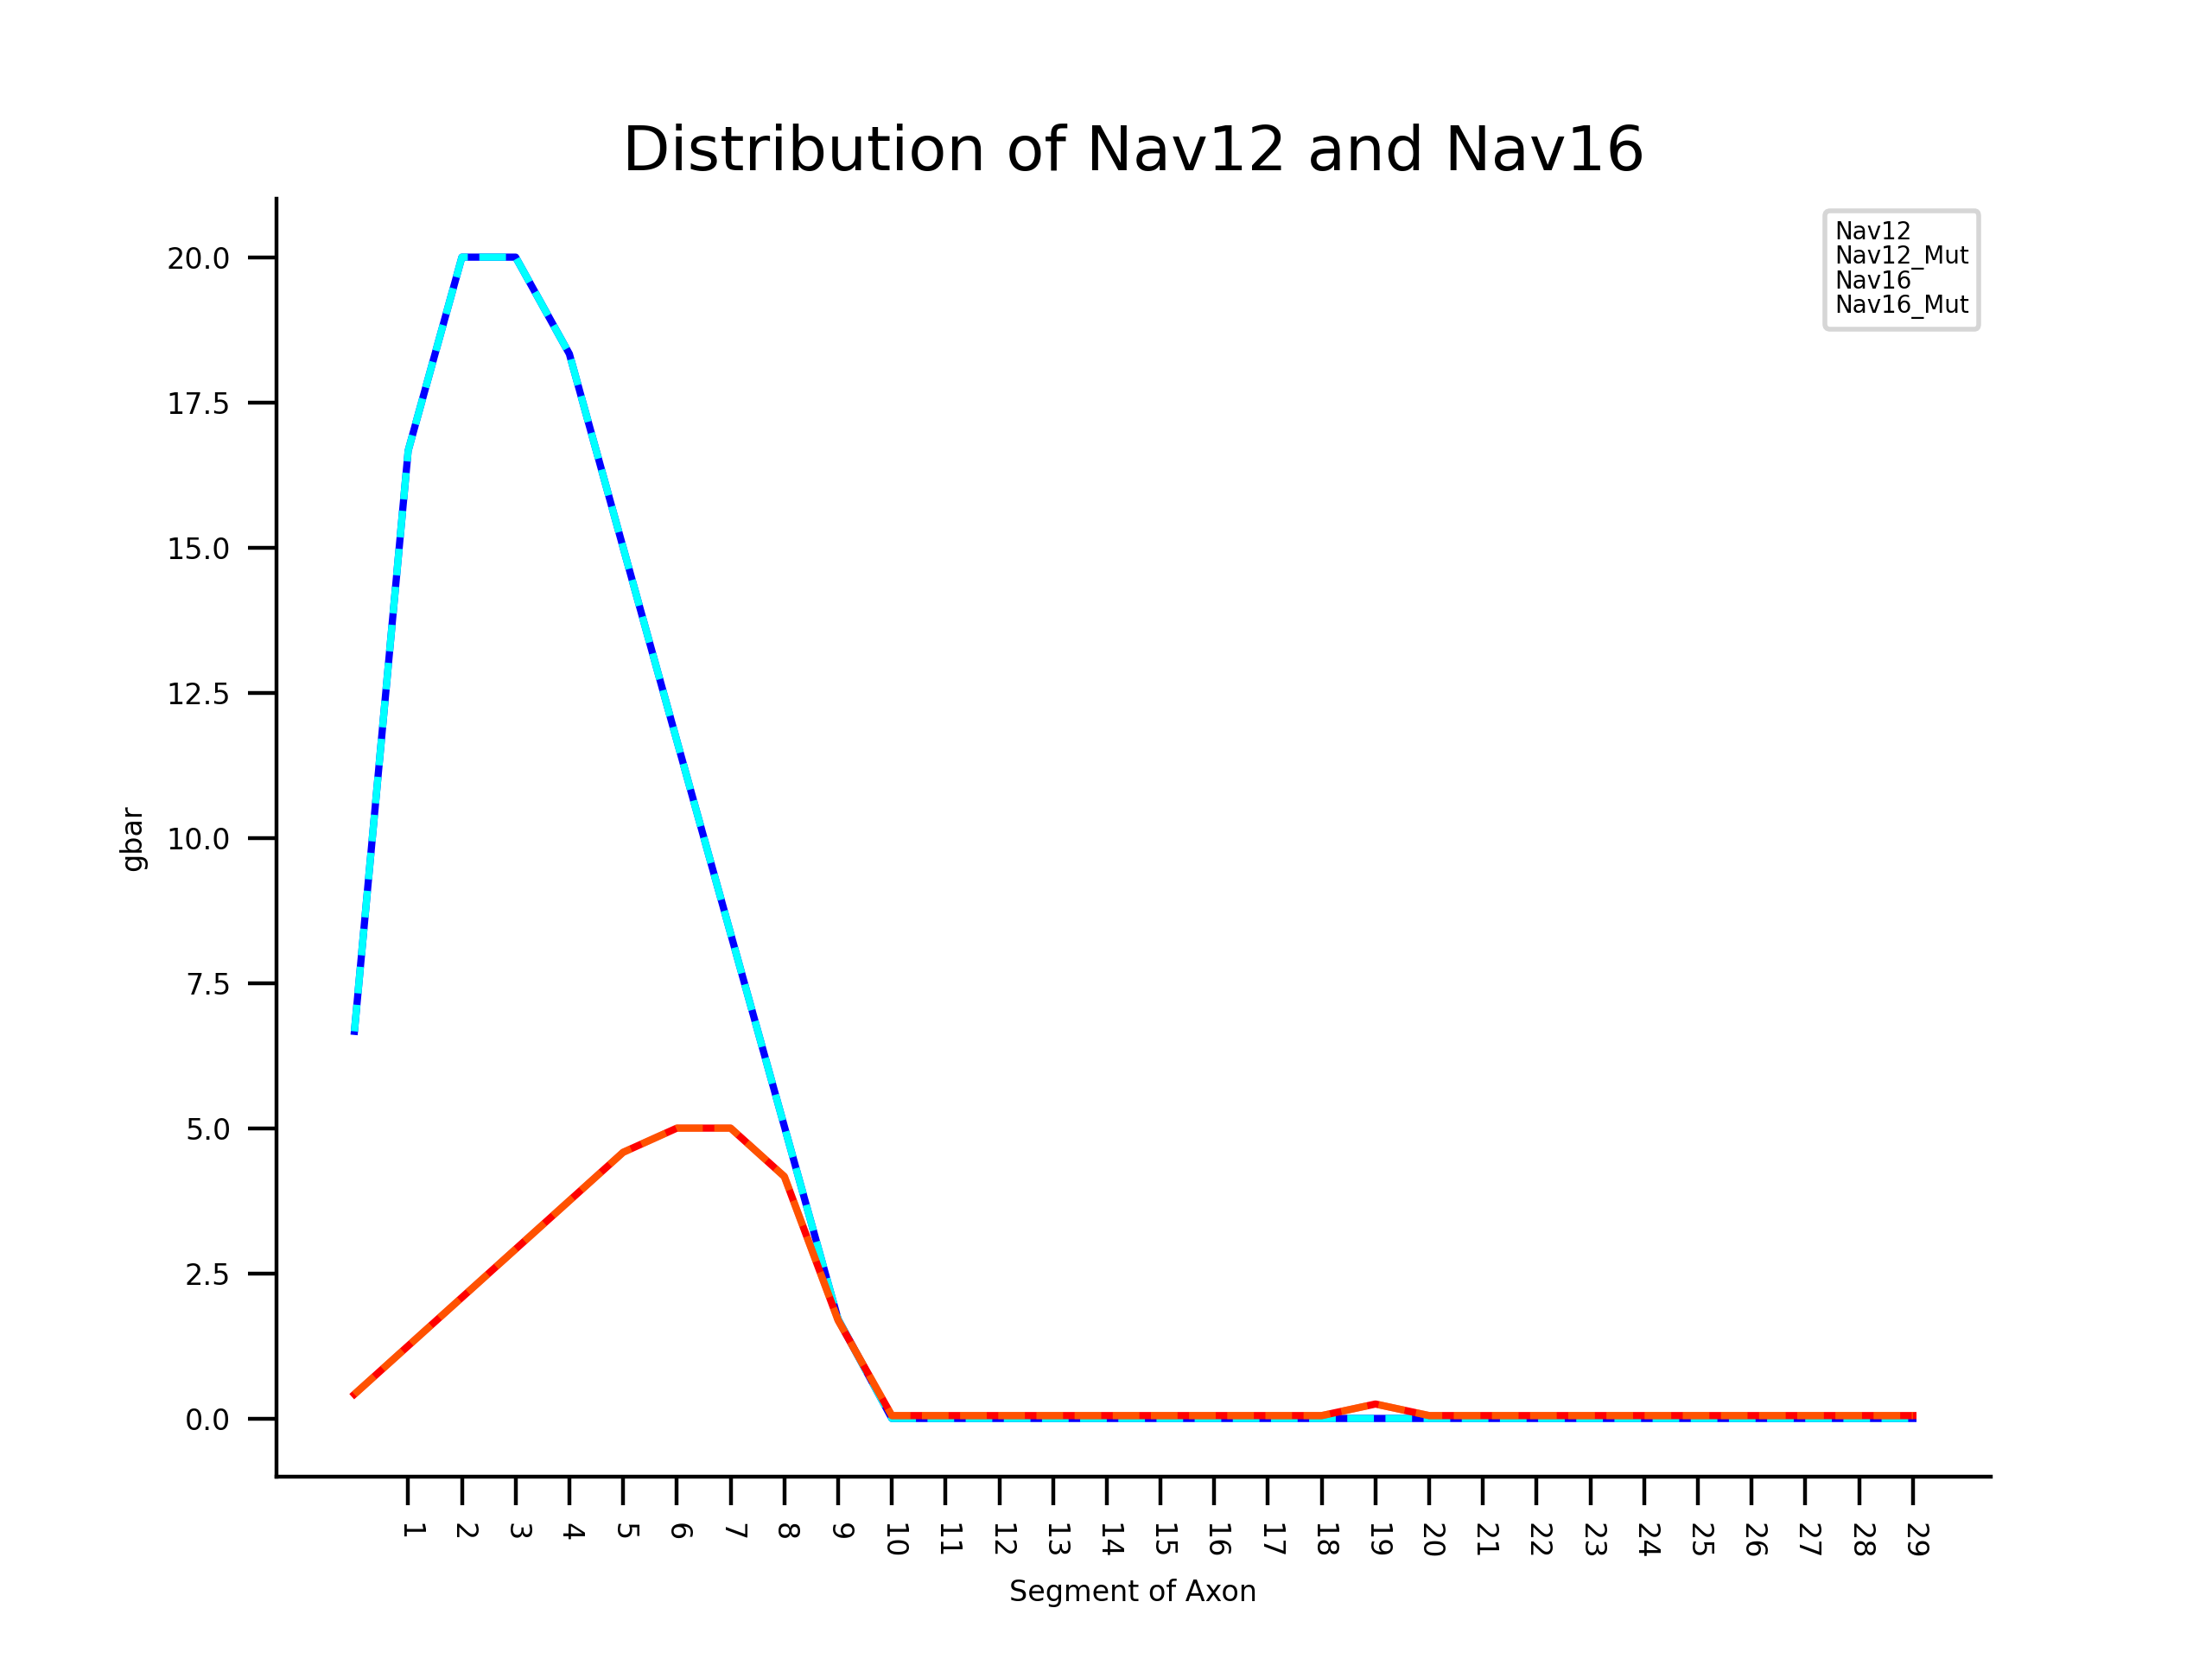 Distribution of Nav12 and Nav16
Nav12
Nav12_Mut
Nav16
Nav16_Mut
20.0
17.5
15.0
12.5
10.0
7.5
5.0
2.5
0.0
gbar
1 2 3 4 5 6 7 8 9 10 11 12 13 14 15 16 17 18 19 20 21 22 23 24 25 26 27 28 29
Segment of Axon